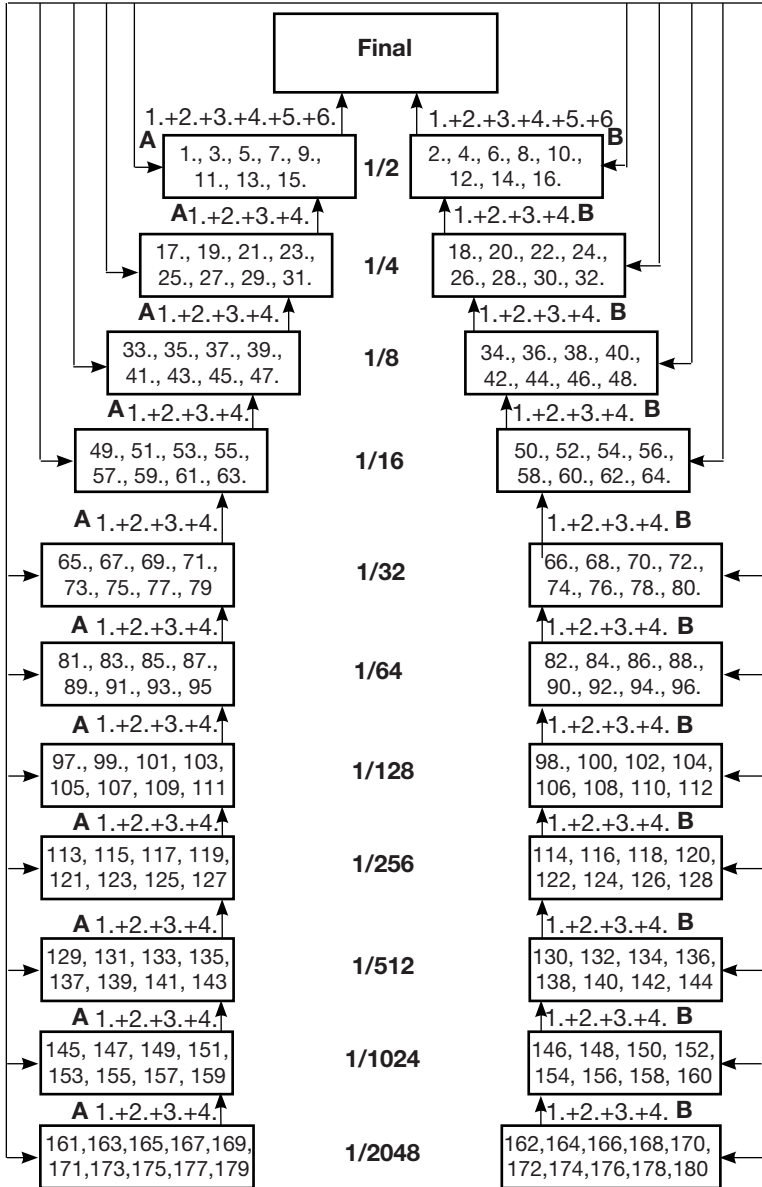 Final
1.+2.+3.+4.+5.+6. 1.+2.+3.+4.+5.+6
A B
1., 3., 5., 7., 9., 2., 4., 6., 8., 10.,
1/2
11., 13., 15. 12., 14., 16.
A 1.+2.+3.+4. 1.+2.+3.+4. B
17., 19., 21., 23., 18., 20., 22., 24.,
1/4
25., 27., 29., 31. 26., 28., 30., 32.
A 1.+2.+3.+4. 1.+2.+3.+4. B
33., 35., 37., 39., 34., 36., 38., 40.,
1/8
41., 43., 45., 47. 42., 44., 46., 48.
A 1.+2.+3.+4. 1.+2.+3.+4. B
49., 51., 53., 55., 50., 52., 54., 56.,
1/16
57., 59., 61., 63. 58., 60., 62., 64.
A 1.+2.+3.+4. 1.+2.+3.+4. B
65., 67., 69., 71., 66., 68., 70., 72.,
1/32
73., 75., 77., 79 74., 76., 78., 80.
A 1.+2.+3.+4. 1.+2.+3.+4. B
81., 83., 85., 87., 82., 84., 86., 88.,
1/64
89., 91., 93., 95 90., 92., 94., 96.
A 1.+2.+3.+4. 1.+2.+3.+4. B
97., 99., 101, 103, 98., 100, 102, 104,
1/128
105, 107, 109, 111 106, 108, 110, 112
A 1.+2.+3.+4. 1.+2.+3.+4. B
113, 115, 117, 119, 114, 116, 118, 120,
1/256
121, 123, 125, 127 122, 124, 126, 128
A 1.+2.+3.+4. 1.+2.+3.+4. B
129, 131, 133, 135, 130, 132, 134, 136,
1/512
137, 139, 141, 143 138, 140, 142, 144
A 1.+2.+3.+4. 1.+2.+3.+4. B
145, 147, 149, 151, 146, 148, 150, 152,
1/1024
153, 155, 157, 159 154, 156, 158, 160
A 1.+2.+3.+4. 1.+2.+3.+4. B
161,163,165,167,169, 162,164,166,168,170,
1/2048
171,173,175,177,179 172,174,176,178,180